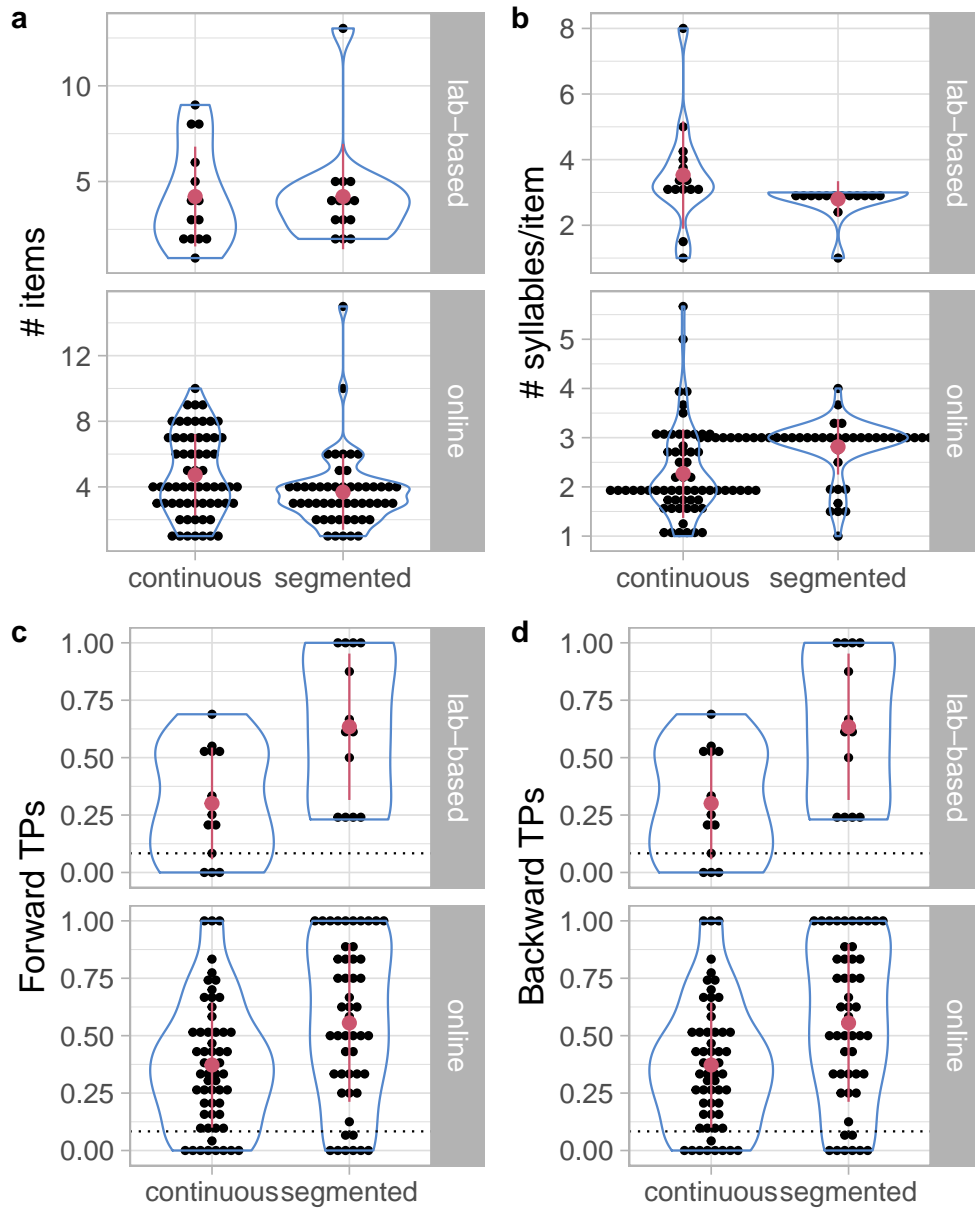 a
# items
10
5
lab−based
12
8
4
online
continuous segmented
b
# syllables/item
8
6
4
2
lab−based
5
4
3
2
1
online
continuous segmented
c
Forward TPs
1.00
0.75
0.50
0.25
0.00
lab−based
1.00
0.75
0.50
0.25
0.00
online
continuous segmented
d
Backward TPs
1.00
0.75
0.50
0.25
0.00
lab−based
1.00
0.75
0.50
0.25
0.00
online
continuous segmented